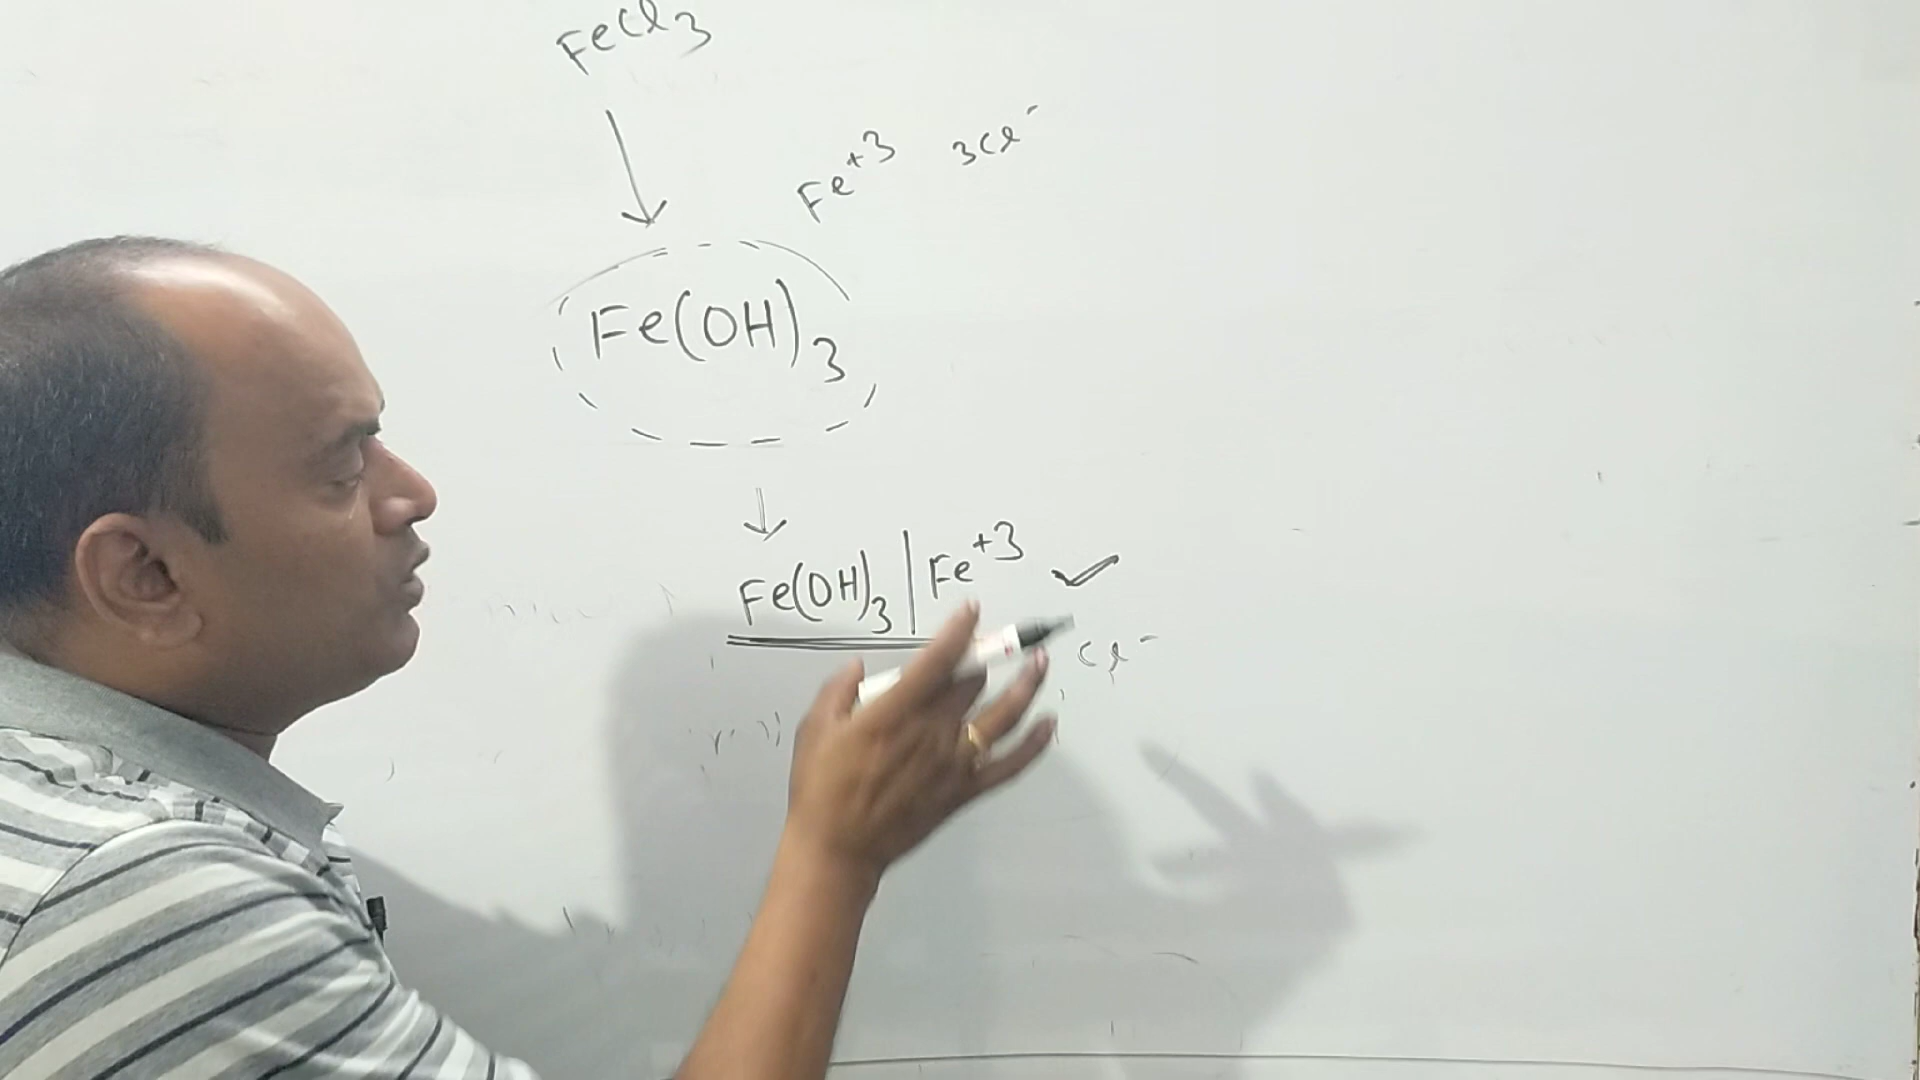 FeCl3
Fe+3 3Cl-
Fe(OH)3
Fe(OH)3 | Fe+3 ✓
Cl-